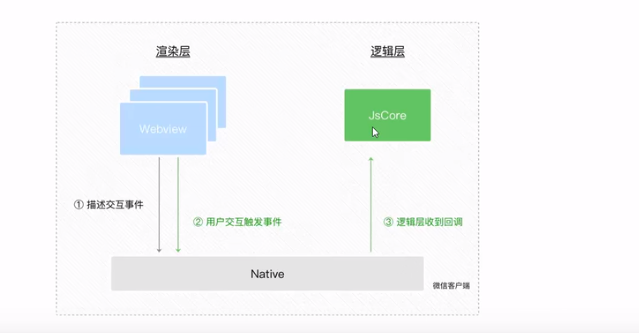 渲染层
逻辑层
Webview
JsCore
① 描述交互事件
② 用户交互触发事件
③ 逻辑层收到回调
Native
微信客户端